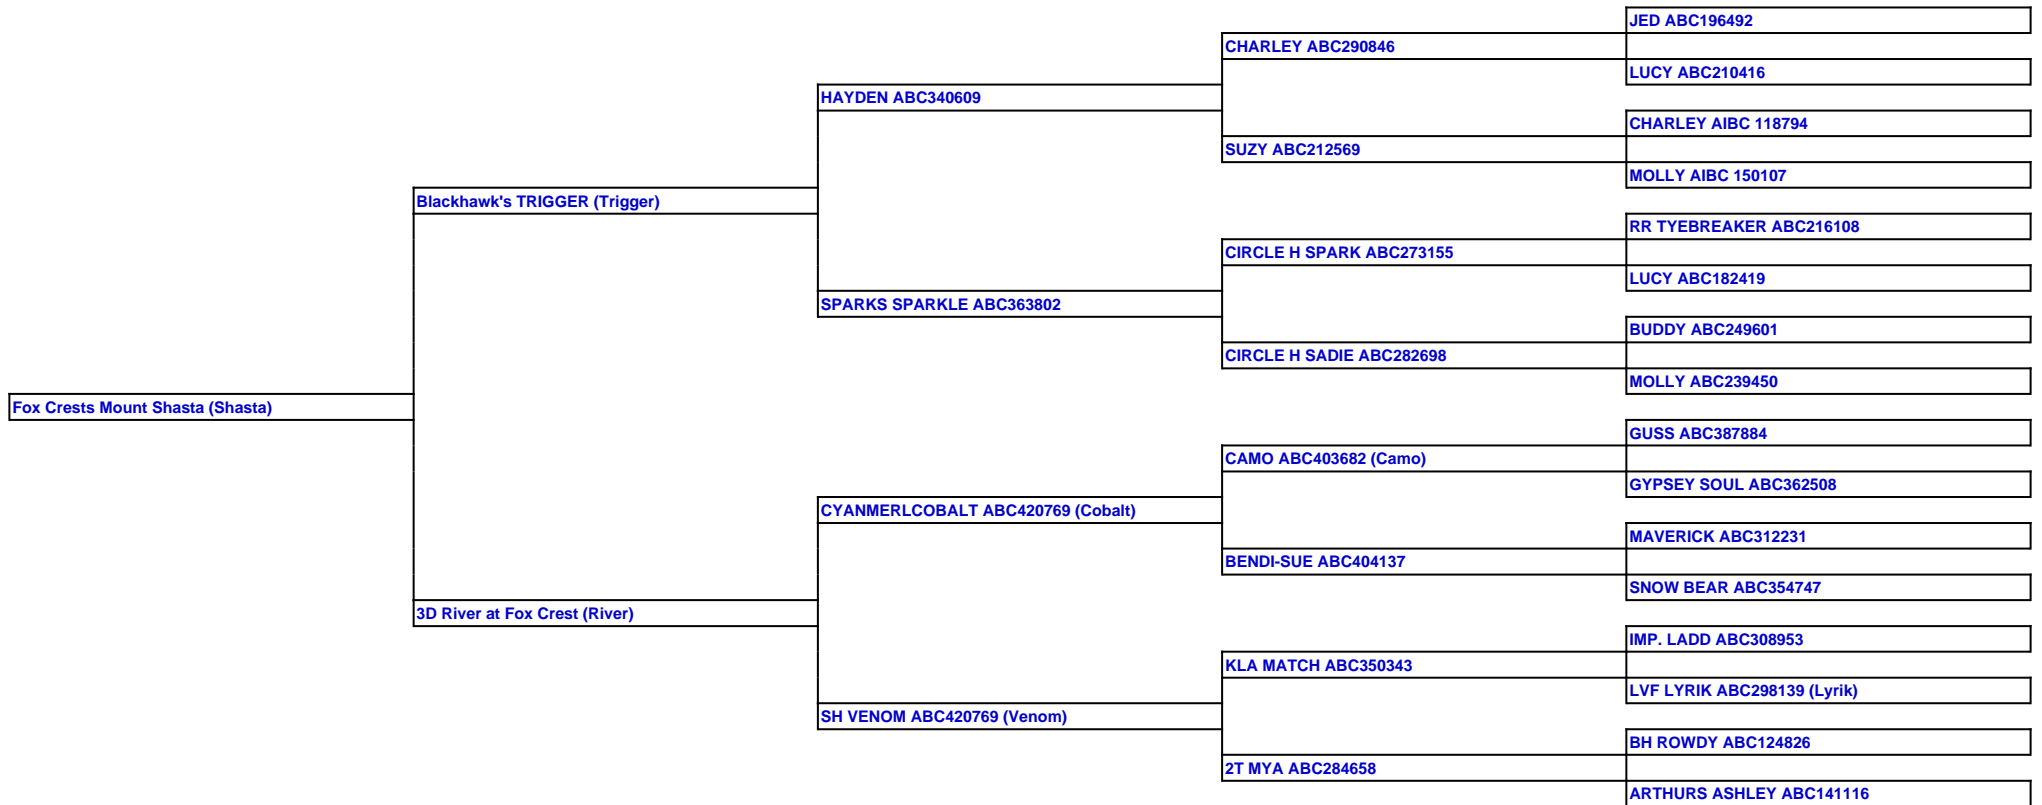 JED ABC196492
CHARLEY ABC290846
LUCY ABC210416
HAYDEN ABC340609
CHARLEY AIBC 118794
SUZY ABC212569
MOLLY AIBC 150107
Blackhawk's TRIGGER (Trigger)
RR TYEBREAKER ABC216108
CIRCLE H SPARK ABC273155
LUCY ABC182419
SPARKS SPARKLE ABC363802
BUDDY ABC249601
CIRCLE H SADIE ABC282698
MOLLY ABC239450
Fox Crests Mount Shasta (Shasta)
GUSS ABC387884
CAMO ABC403682 (Camo)
GYPSEY SOUL ABC362508
CYANMERLCOBALT ABC420769 (Cobalt)
MAVERICK ABC312231
BENDI-SUE ABC404137
SNOW BEAR ABC354747
3D River at Fox Crest (River)
IMP. LADD ABC308953
KLA MATCH ABC350343
LVF LYRIK ABC298139 (Lyrik)
SH VENOM ABC420769 (Venom)
BH ROWDY ABC124826
2T MYA ABC284658
ARTHURS ASHLEY ABC141116